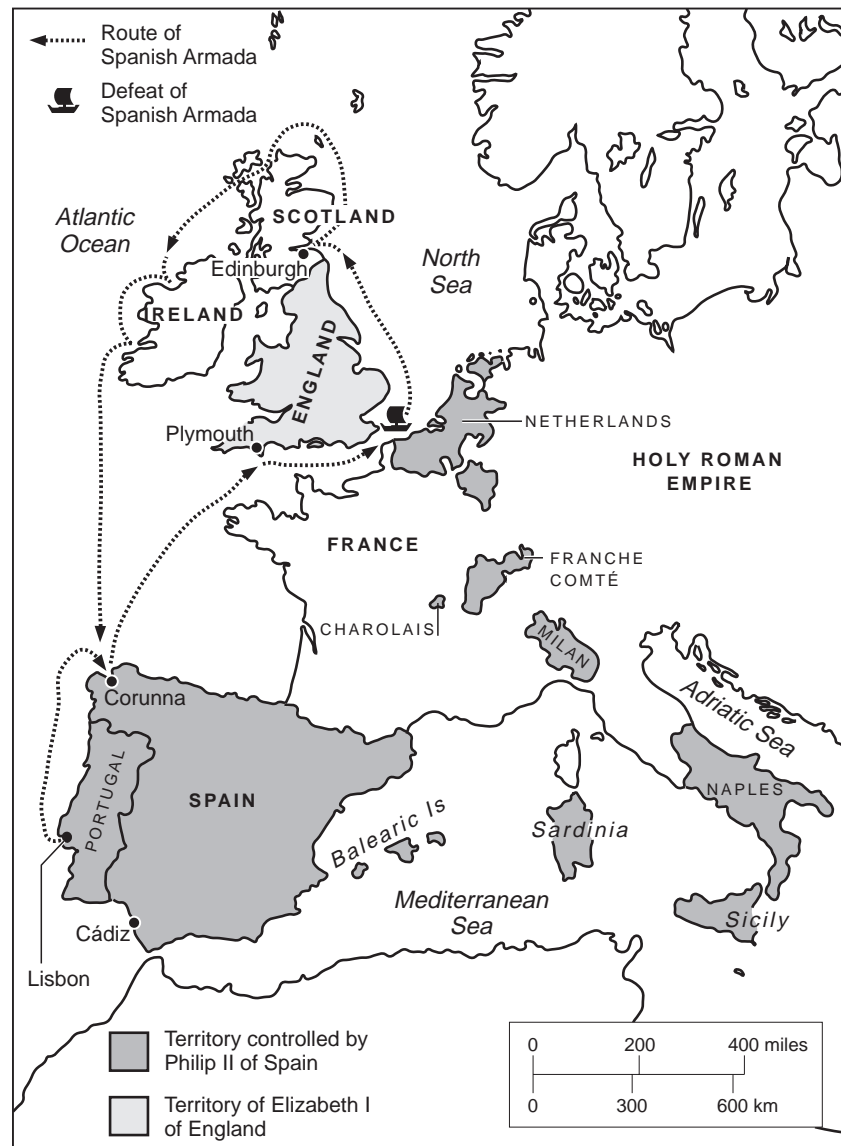 Route of
Spanish Armada
Defeat of
Spanish Armada
Atlantic
Ocean
SCOTLAND
North
Sea
Edinburgh
IRELAND
ENGLAND
Plymouth
NETHERLANDS
HOLY ROMAN
EMPIRE
FRANCE
FRANCHE
COMTÉ
CHAROLAIS
MILAN
Corunna
Adriatic Sea
PORTUGAL
SPAIN
NAPLES
Balearic Is
Sardinia
Mediterranean
Sea
Sicily
Cádiz
Lisbon
Territory controlled by
Philip II of Spain
Territory of Elizabeth I
of England
0 200 400 miles
0 300 600 km